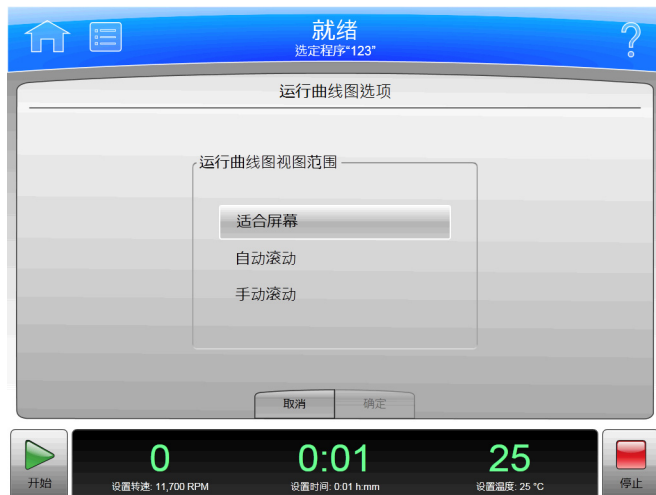 就绪
选定程序“123”
运行曲线图选项
运行曲线图视图范围
适合屏幕
自动滚动
手动滚动
取消 确定
0 0:01 25
开始 设置转速: 11,700 RPM 设置时间: 0:01 h:mm 设置温度: 25 °C 停止